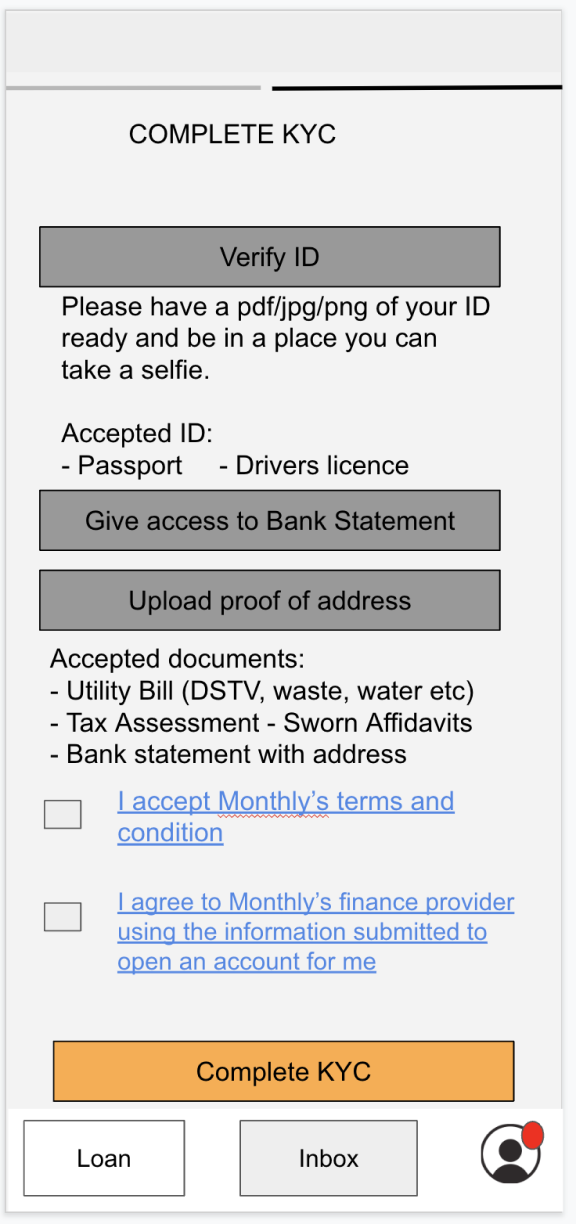 COMPLETE KYC
Verify ID
Please have a pdf/jpg/png of your ID
ready and be in a place you can
take a selfie.
Accepted ID:
- Passport - Drivers licence
Give access to Bank Statement
Upload proof of address
Accepted documents:
- Utility Bill (DSTV, waste, water etc)
- Tax Assessment - Sworn Affidavits
- Bank statement with address
I accept Monthly’s terms and
condition
I agree to Monthly’s finance provider
using the information submitted to
open an account for me
Complete KYC
Loan
Inbox